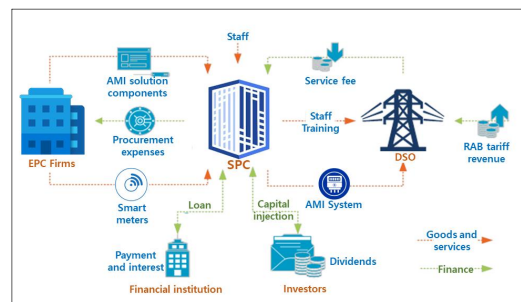 Staff
AMI solution
components
Service fee
Procurement
expenses
Staff
Training
EPC Firms
SPC
DSO
RAB tariff
revenue
Smart
meters
AMI System
Loan
Capital
injection
Payment
and interest
Dividends
Financial institution
Investors
Goods and
services
Finance